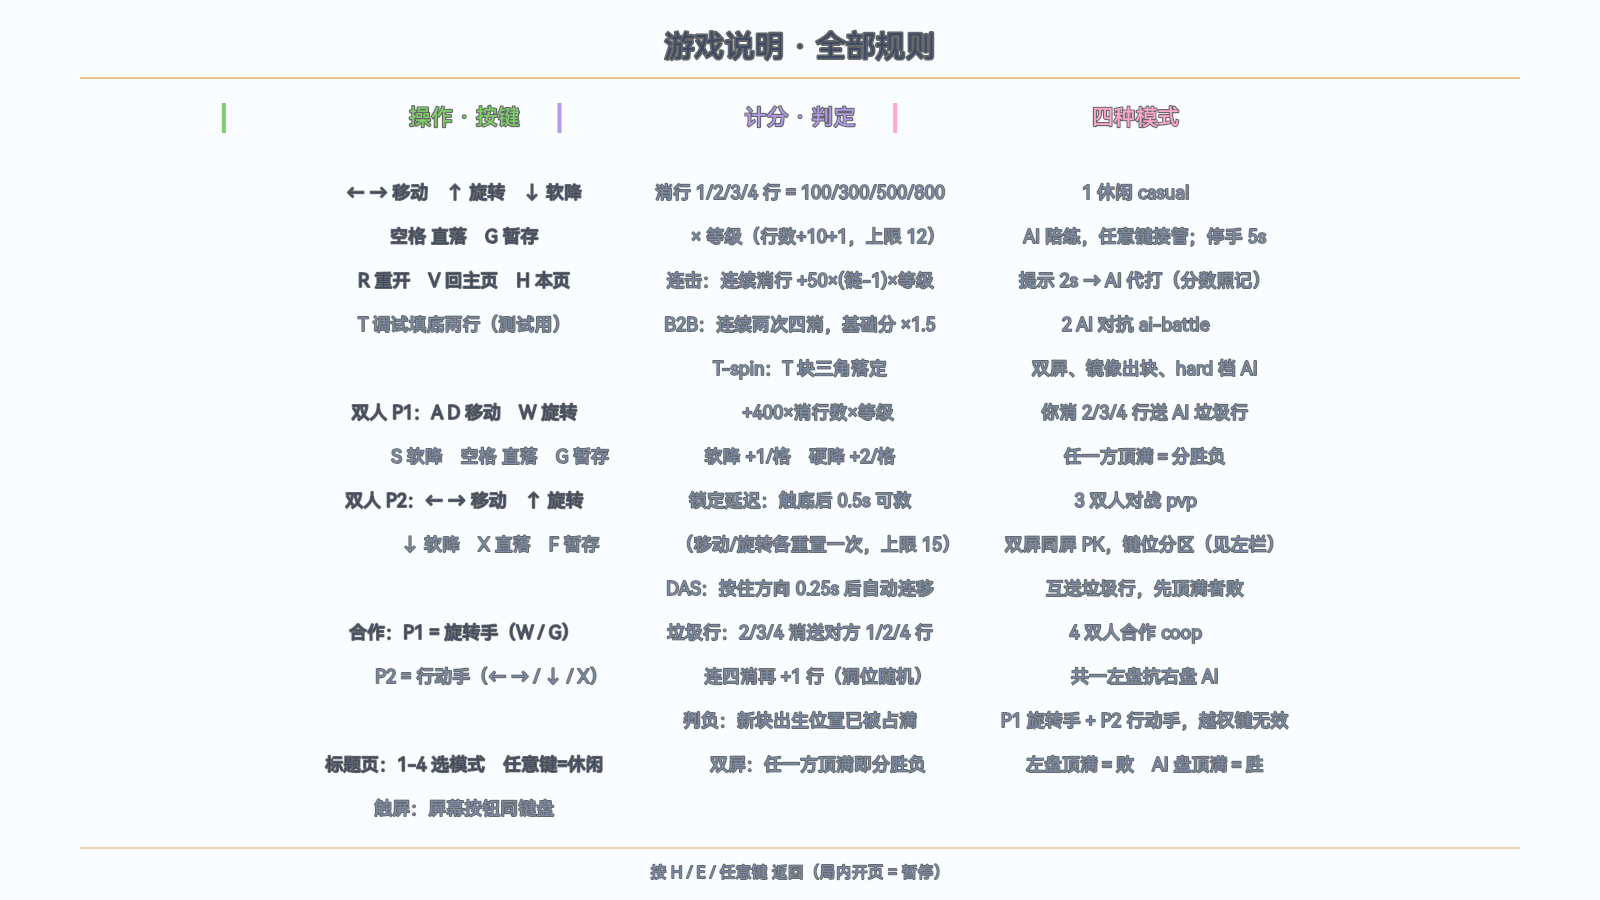 游戏说明 · 全部规则
操作 · 按键
← → 移动 ↑ 旋转 ↓ 软降
空格 直落 G 暂存
R 重开 V 回主页 H 本页
T 调试填底两行（测试用）
双人 P1：A D 移动 W 旋转
S 软降 空格 直落 G 暂存
双人 P2：← → 移动 ↑ 旋转
↓ 软降 X 直落 F 暂存
合作：P1 = 旋转手（W / G）
P2 = 行动手（← → / ↓ / X）
标题页：1-4 选模式 任意键=休闲
触屏：屏幕按钮同键盘
计分 · 判定
消行 1/2/3/4 行 = 100/300/500/800
× 等级（行数÷10+1，上限 12）
连击：连续消行 +50×(链-1)×等级
B2B：连续两次四消，基础分 ×1.5
T-spin：T 块三角落定
+400×消行数×等级
软降 +1/格 硬降 +2/格
锁定延迟：触底后 0.5s 可救
（移动/旋转各重置一次，上限 15）
DAS：按住方向 0.25s 后自动连移
垃圾行：2/3/4 消送对方 1/2/4 行
连四消再 +1 行（洞位随机）
判负：新块出生位置已被占满
双屏：任一方顶满即分胜负
四种模式
1 休闲 casual
AI 陪练，任意键接管；停手 5s
提示 2s → AI 代打（分数照记）
2 AI 对抗 ai-battle
双屏、镜像出块、hard 档 AI
你消 2/3/4 行送 AI 垃圾行
任一方顶满 = 分胜负
3 双人对战 pvp
双屏同屏 PK，键位分区（见左栏）
互送垃圾行，先顶满者败
4 双人合作 coop
共一左盘抗右盘 AI
P1 旋转手 + P2 行动手，越权键无效
左盘顶满 = 败 AI 盘顶满 = 胜
按 H / E / 任意键 返回（局内开页 = 暂停）